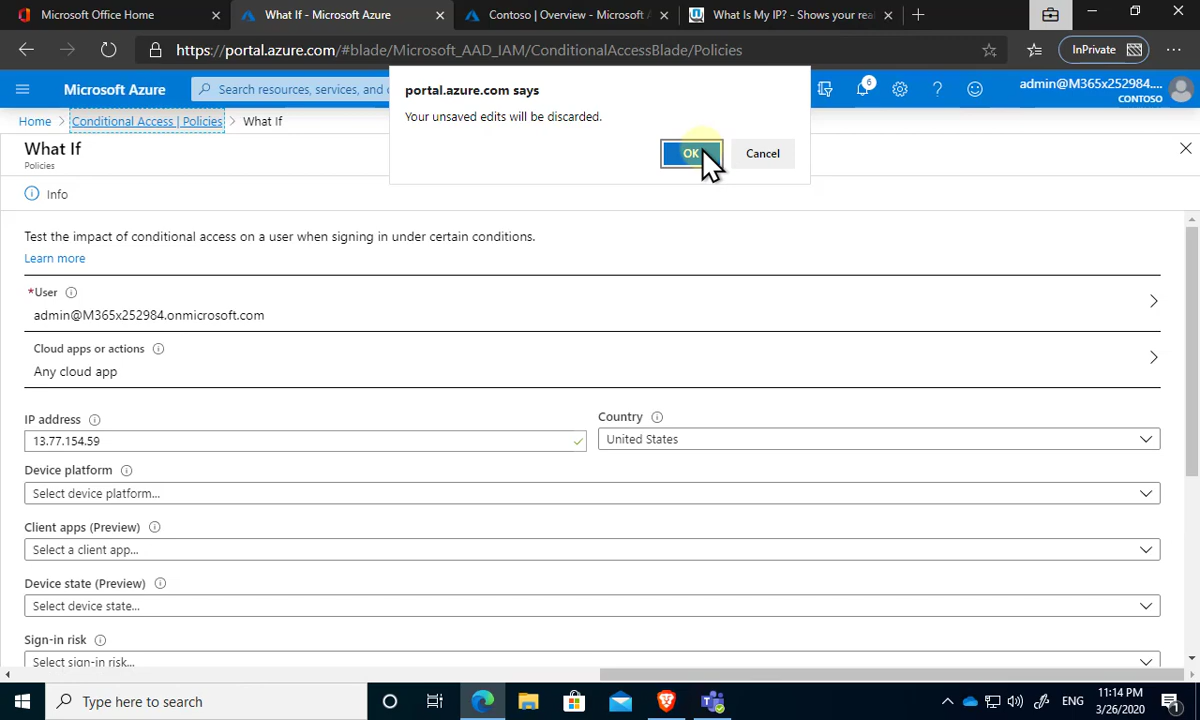 Microsoft Office Home
What If - Microsoft Azure
Contoso | Overview - Microsoft A
What Is My IP? - Shows your real
https://portal.azure.com/#blade/Microsoft_AAD_IAM/ConditionalAccessBlade/Policies
InPrivate
Microsoft Azure
Search resources, services, and d
6
admin@M365x252984....
CONTOSO
portal.azure.com says
Your unsaved edits will be discarded.
OK
Cancel
Home > Conditional Access | Policies > What If
What If
Policies
Info
Test the impact of conditional access on a user when signing in under certain conditions.
Learn more
*User
admin@M365x252984.onmicrosoft.com
Cloud apps or actions
Any cloud app
IP address
Country
13.77.154.59
United States
Device platform
Select device platform...
Client apps (Preview)
Select a client app...
Device state (Preview)
Select device state...
Sign-in risk
Select sign-in risk...
Type here to search
ENG
11:14 PM
3/26/2020
1